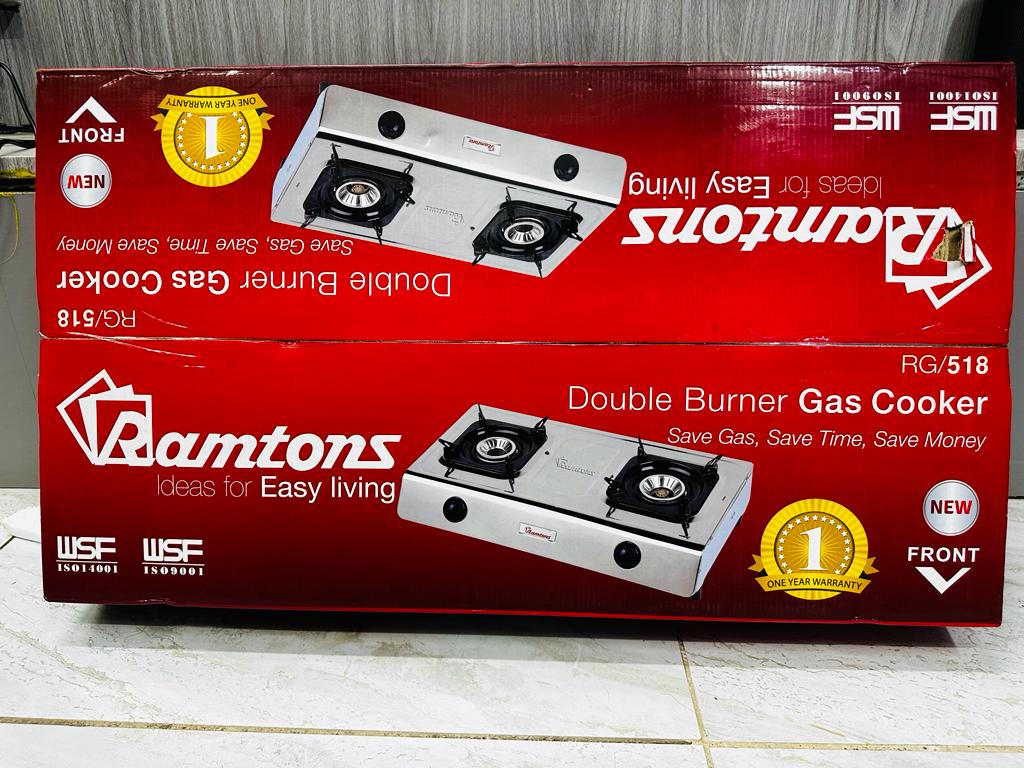 FRONT
NEW
ONE YEAR WARRANTY
1
Ramtons
WSF
ISO9001
WSF
ISO14001
Ramtons
Ideas for Easy living
Double Burner Gas Cooker
Save Gas, Save Time, Save Money
RG/518
RG/518
Double Burner Gas Cooker
Save Gas, Save Time, Save Money
Ramtons
Ideas for Easy living
Ramtons
Ramtons
WSF
ISO14001
WSF
ISO9001
1
ONE YEAR WARRANTY
NEW
FRONT